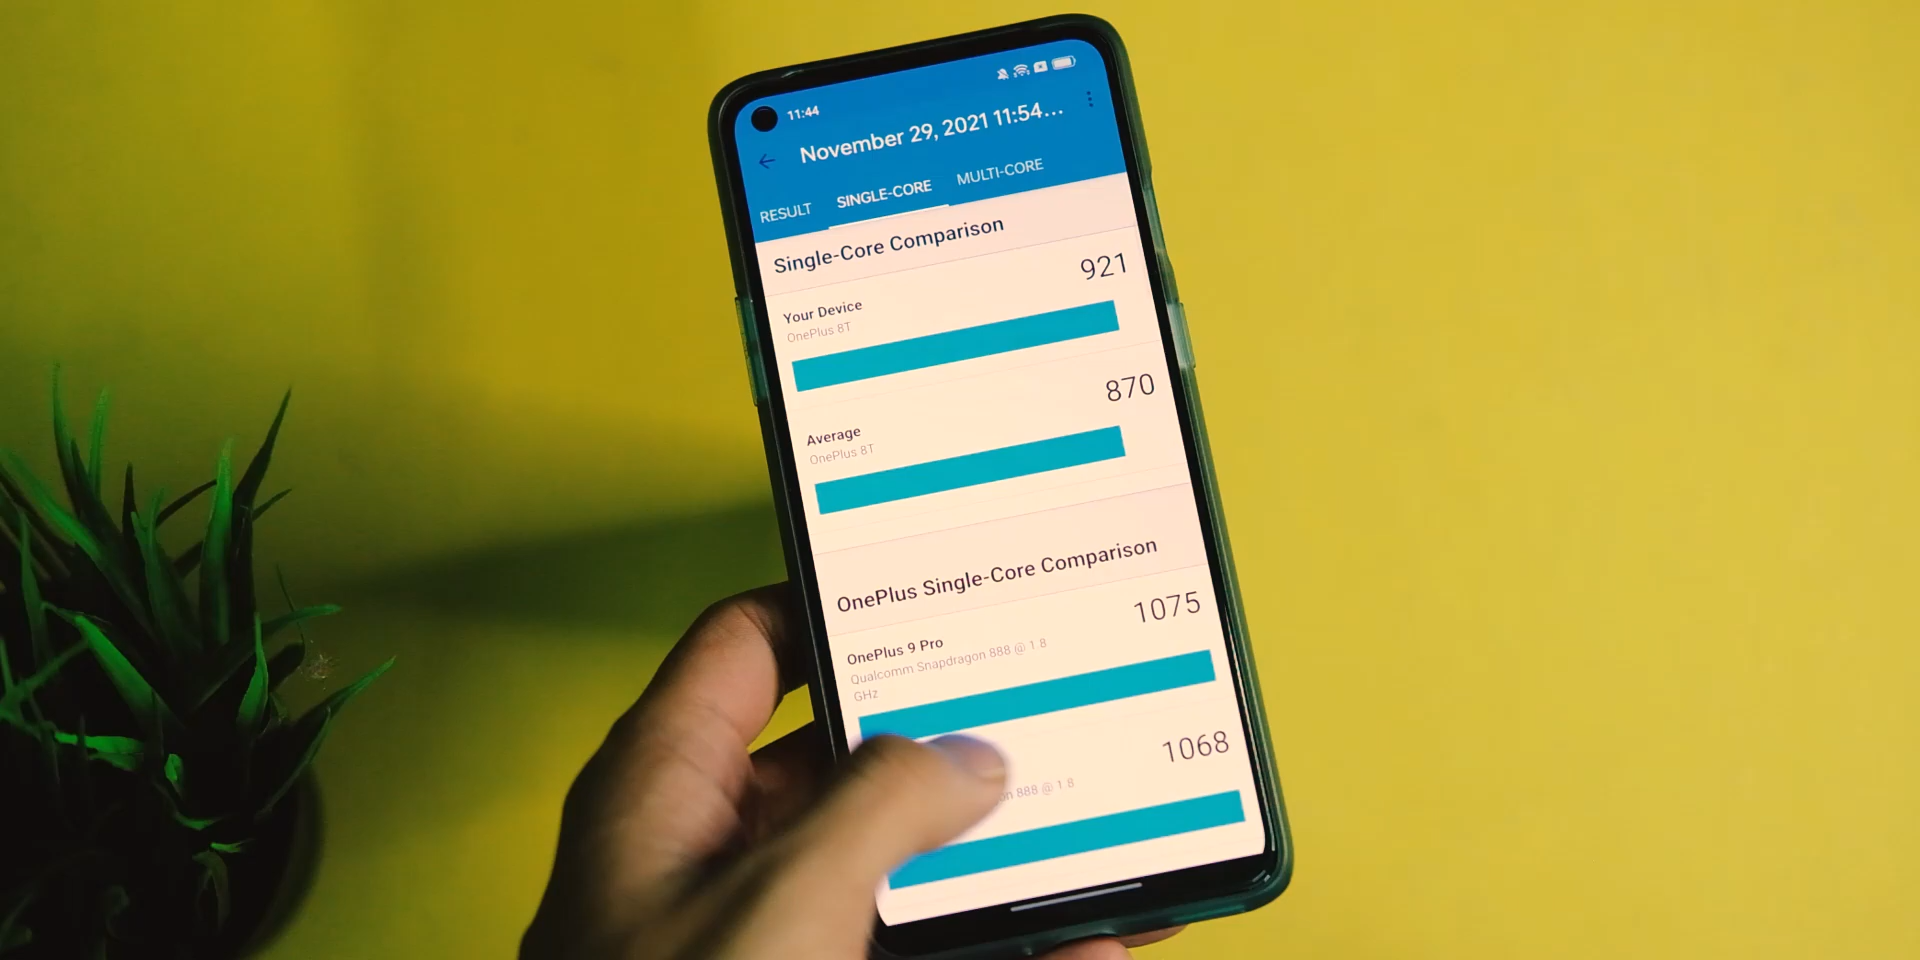 11:44
November 29, 2021 11:54...
RESULT
SINGLE-CORE
MULTI-CORE
Single-Core Comparison
921
Your Device
OnePlus 8T
870
Average
OnePlus 8T
OnePlus Single-Core Comparison
1075
OnePlus 9 Pro
Qualcomm Snapdragon 888 @ 1.8
GHz
1068
888 @ 1.8